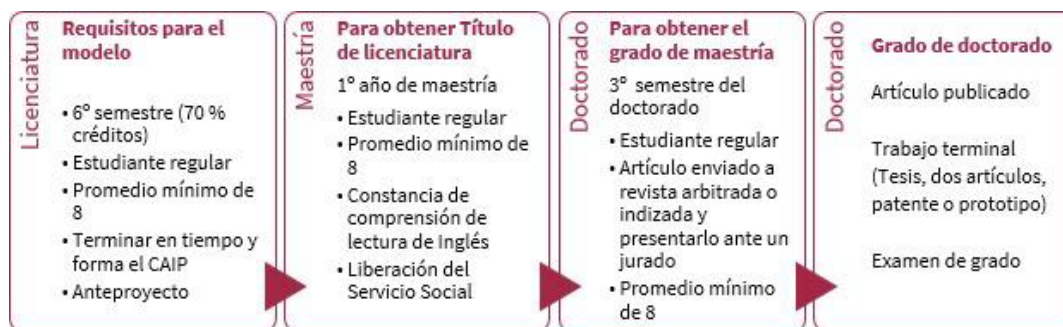 Licenciatura
Requisitos para el
modelo
• 6º semestre (70 %
créditos)
• Estudiante regular
• Promedio mínimo de
8
• Terminar en tiempo y
forma el CAIP
• Anteproyecto
Maestría
Para obtener Título
de licenciatura
1º año de maestría
• Estudiante regular
• Promedio mínimo de
8
• Constancia de
comprensión de
lectura de Inglés
• Liberación del
Servicio Social
Doctorado
Para obtener el
grado de maestría
3º semestre del
doctorado
• Estudiante regular
• Artículo enviado a
revista arbitrada o
indizada y
presentarlo ante un
jurado
• Promedio mínimo
de 8
Doctorado
Grado de doctorado
Artículo publicado
Trabajo terminal
(Tesis, dos artículos,
patente o prototipo)
Examen de grado